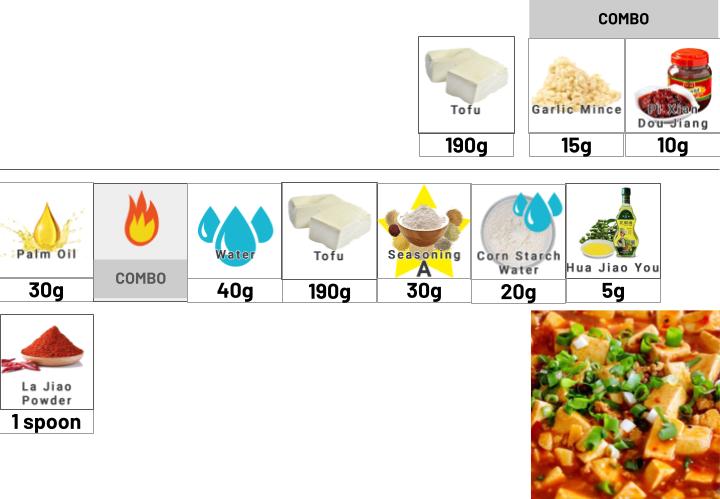 COMBO
Tofu
Garlic Mince
Pi Xian
Dou Jiang
190g
15g
10g
Palm Oil
COMBO
Water
Tofu
Seasoning
A
Corn Starch
Water
Hua Jiao You
30g
40g
190g
30g
20g
5g
La Jiao
Powder
1 spoon